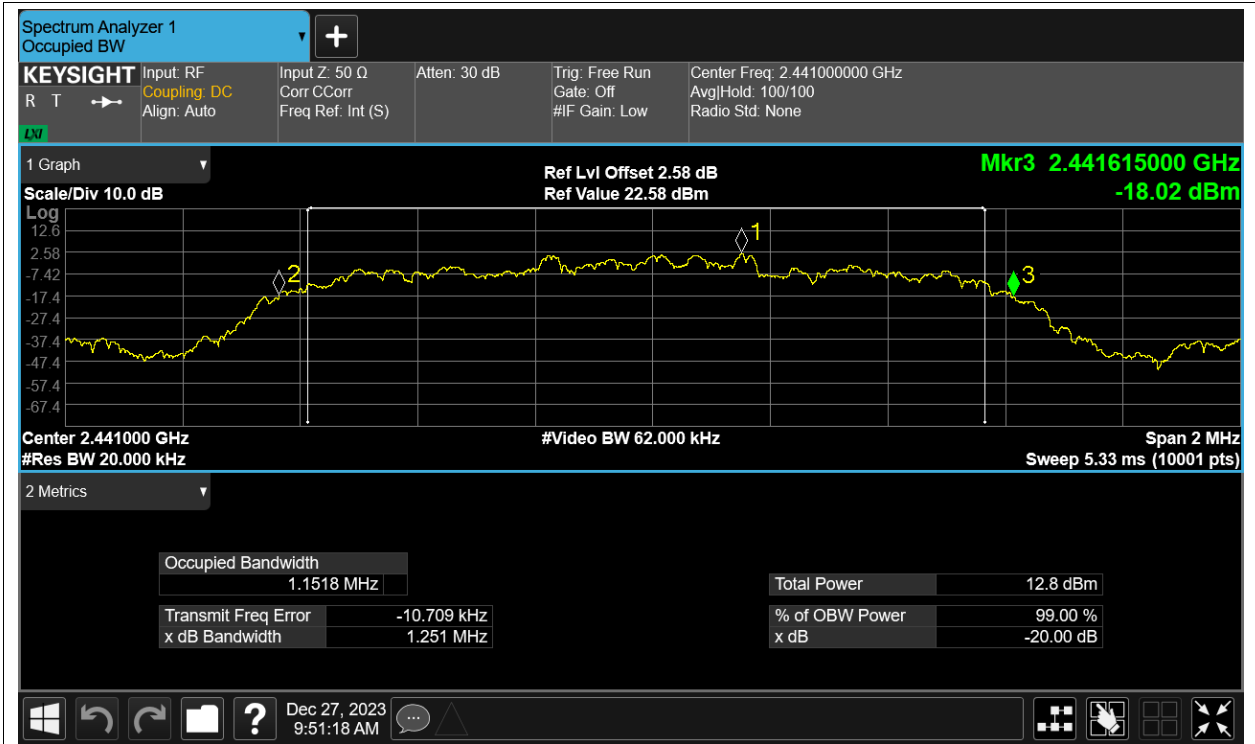 Spectrum Analyzer 1
Occupied BW
KEYSIGHT
R T
LXI
Input: RF
Coupling: DC
Align: Auto
Input Z: 50 Ω
Corr CCorr
Freq Ref: Int (S)
Atten: 30 dB
Trig: Free Run
Gate: Off
#IF Gain: Low
Center Freq: 2.441000000 GHz
Avg|Hold: 100/100
Radio Std: None
1 Graph
Scale/Div 10.0 dB
Ref Lvl Offset 2.58 dB
Ref Value 22.58 dBm
Mkr3 2.441615000 GHz
-18.02 dBm
Log
12.6
2.58
-7.42
-17.4
-27.4
-37.4
-47.4
-57.4
-67.4
1
2
3
Center 2.441000 GHz
#Video BW 62.000 kHz
Span 2 MHz
#Res BW 20.000 kHz
Sweep 5.33 ms (10001 pts)
2 Metrics
Occupied Bandwidth
1.1518 MHz
Total Power 12.8 dBm
Transmit Freq Error -10.709 kHz
% of OBW Power 99.00 %
x dB Bandwidth 1.251 MHz
x dB -20.00 dB
?
Dec 27, 2023
9:51:18 AM